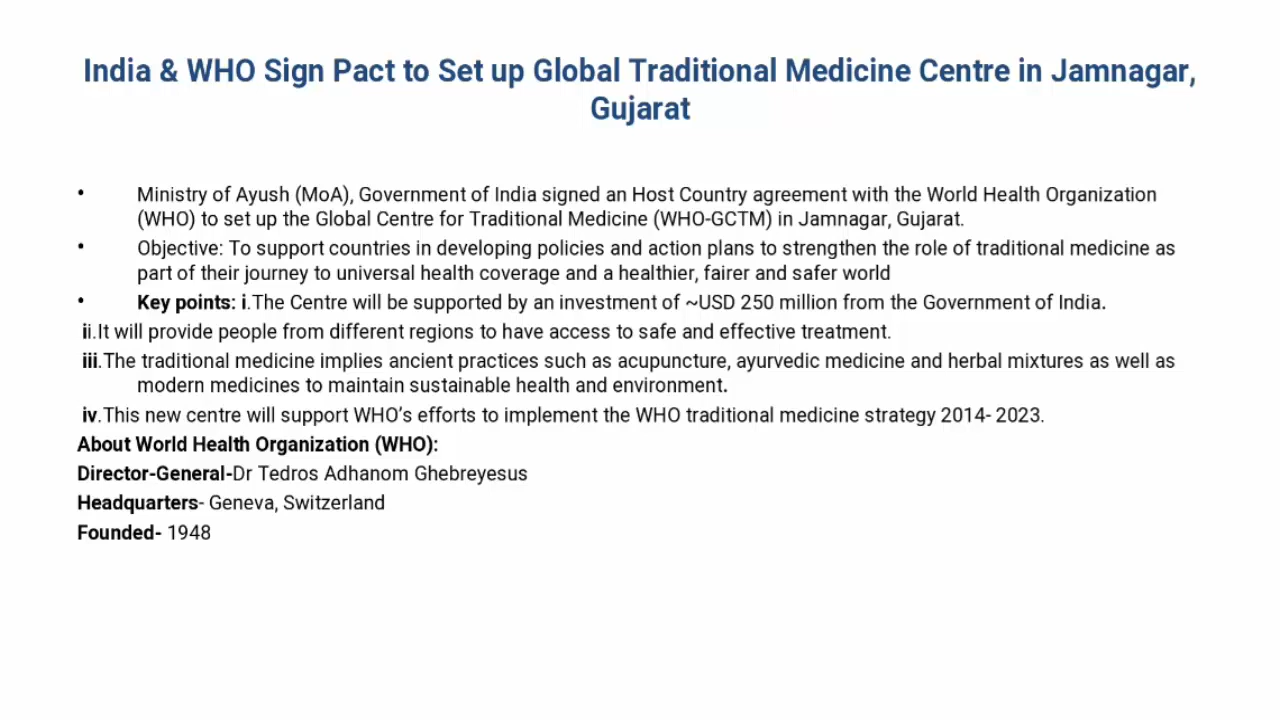 India & WHO Sign Pact to Set up Global Traditional Medicine Centre in Jamnagar,
Gujarat
• Ministry of Ayush (MoA), Government of India signed an Host Country agreement with the World Health Organization
(WHO) to set up the Global Centre for Traditional Medicine (WHO-GCTM) in Jamnagar, Gujarat.
• Objective: To support countries in developing policies and action plans to strengthen the role of traditional medicine as
part of their journey to universal health coverage and a healthier, fairer and safer world
• Key points: i.The Centre will be supported by an investment of ~USD 250 million from the Government of India.
ii.It will provide people from different regions to have access to safe and effective treatment.
iii.The traditional medicine implies ancient practices such as acupuncture, ayurvedic medicine and herbal mixtures as well as
modern medicines to maintain sustainable health and environment.
iv.This new centre will support WHO’s efforts to implement the WHO traditional medicine strategy 2014- 2023.
About World Health Organization (WHO):
Director-General-Dr Tedros Adhanom Ghebreyesus
Headquarters- Geneva, Switzerland
Founded- 1948